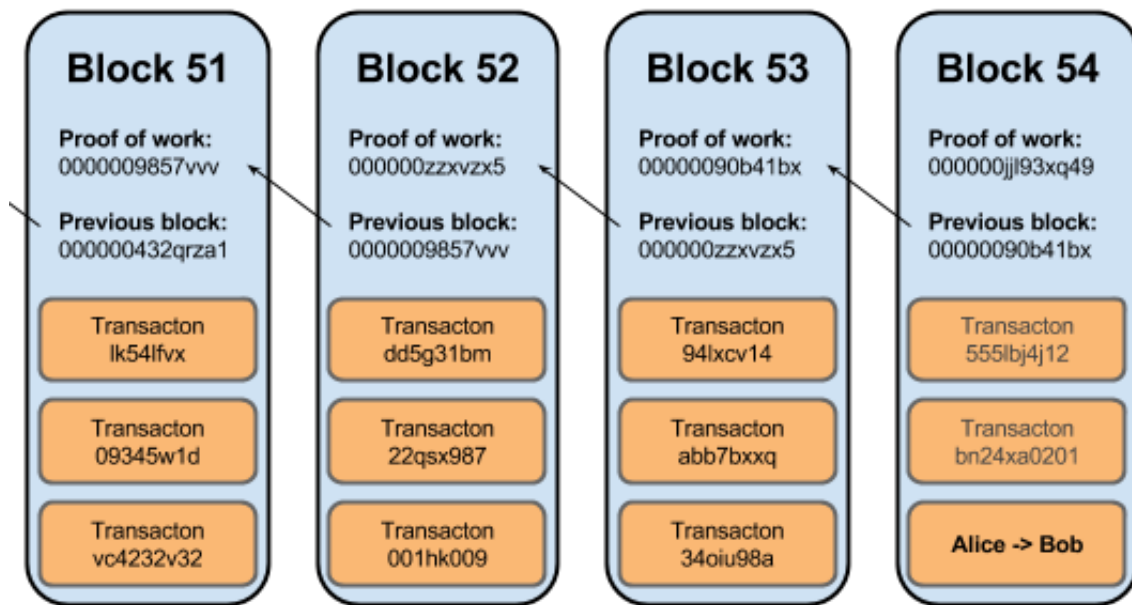 Block 51
Proof of work:
0000009857vvv
Previous block:
000000432qrza1
Transacton
lk54lfvx
Transacton
09345w1d
Transacton
vc4232v32
Block 52
Proof of work:
000000zzxvzx5
Previous block:
0000009857vvv
Transacton
dd5g31bm
Transacton
22qsx987
Transacton
001hk009
Block 53
Proof of work:
00000090b41bx
Previous block:
000000zzxvzx5
Transacton
94lxcv14
Transacton
abb7bxxq
Transacton
34oiu98a
Block 54
Proof of work:
000000jjl93xq49
Previous block:
00000090b41bx
Transacton
555lbj4j12
Transacton
bn24xa0201
Alice -> Bob